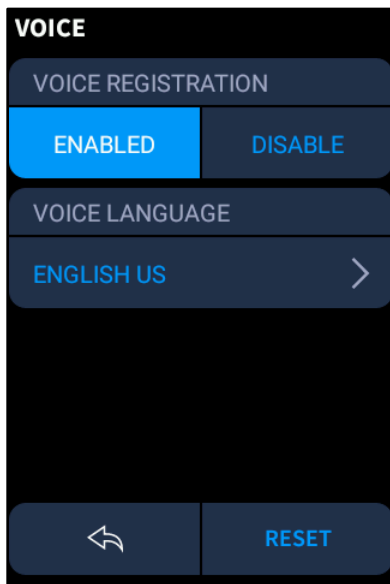 VOICE
VOICE REGISTRATION
ENABLED DISABLE
VOICE LANGUAGE
ENGLISH US
RESET